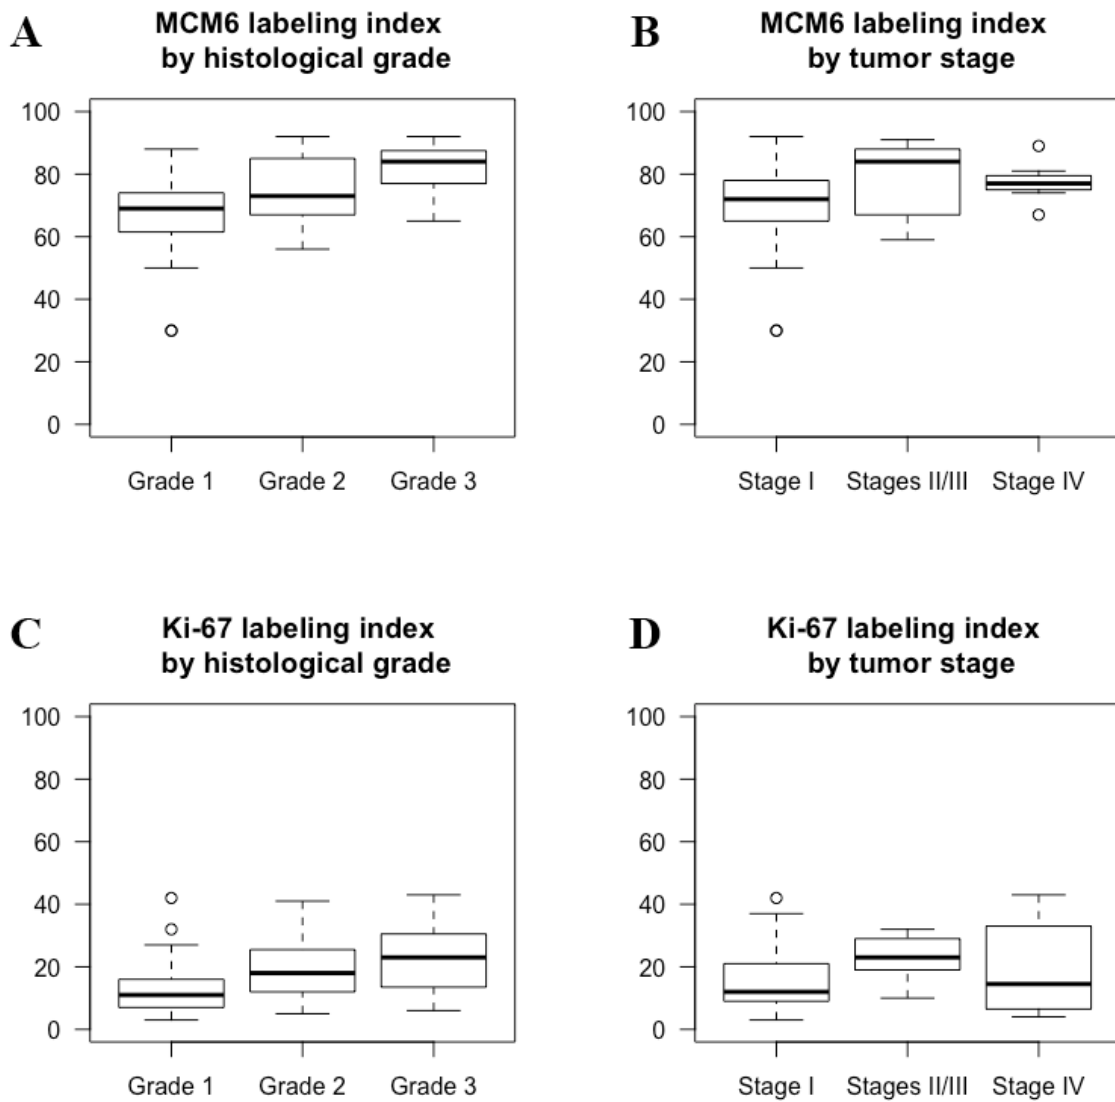 A
MCM6 labeling index
by histological grade
100
80
60
40
20
0
Grade 1 Grade 2 Grade 3
B
MCM6 labeling index
by tumor stage
100
80
60
40
20
0
Stage I Stages II/III Stage IV
C
Ki-67 labeling index
by histological grade
100
80
60
40
20
0
Grade 1 Grade 2 Grade 3
D
Ki-67 labeling index
by tumor stage
100
80
60
40
20
0
Stage I Stages II/III Stage IV